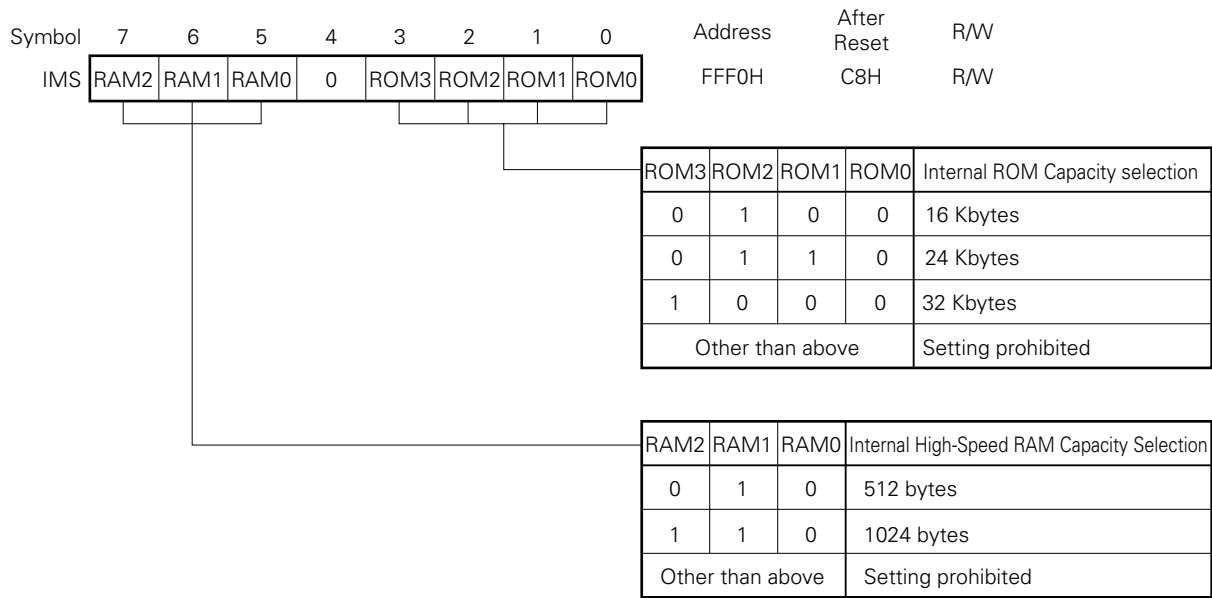 Symbol 7 6 5 4 3 2 1 0 Address After Reset R/W
IMS RAM2 RAM1 RAM0 0 ROM3 ROM2 ROM1 ROM0 FFF0H C8H R/W
ROM3 ROM2 ROM1 ROM0 Internal ROM Capacity selection
0 1 0 0 16 Kbytes
0 1 1 0 24 Kbytes
1 0 0 0 32 Kbytes
Other than above Setting prohibited
RAM2 RAM1 RAM0 Internal High-Speed RAM Capacity Selection
0 1 0 512 bytes
1 1 0 1024 bytes
Other than above Setting prohibited